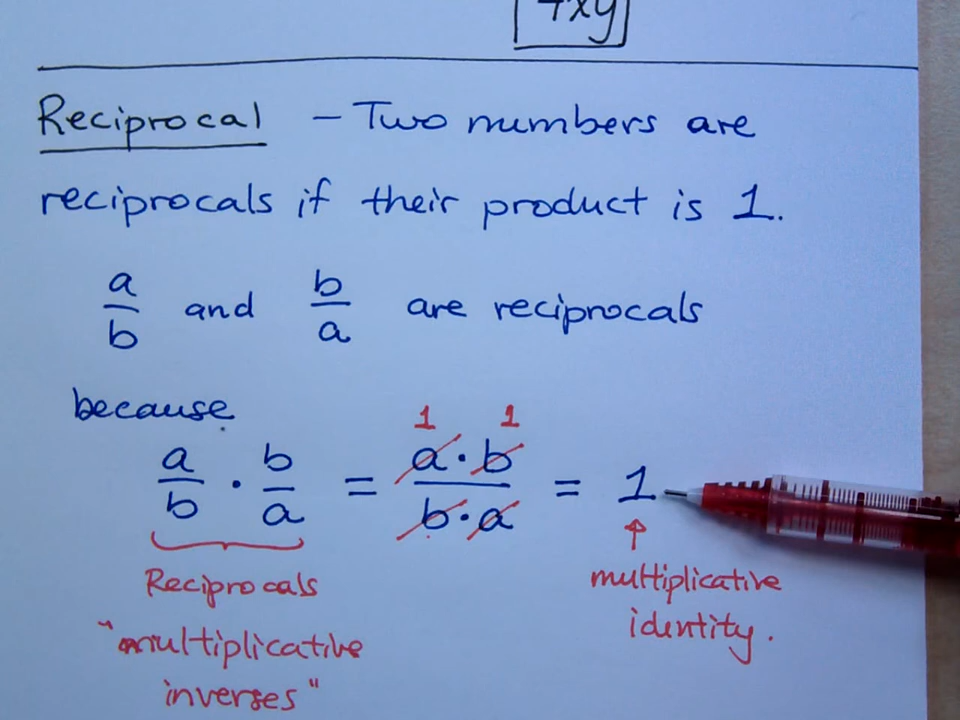 4xy
Reciprocal – Two numbers are
reciprocals if their product is 1.
a/b and b/a are reciprocals
because
1 1
a/b · b/a = a·b/b·a = 1
Reciprocals
"multiplicative
inverses"
multiplicative
identity.